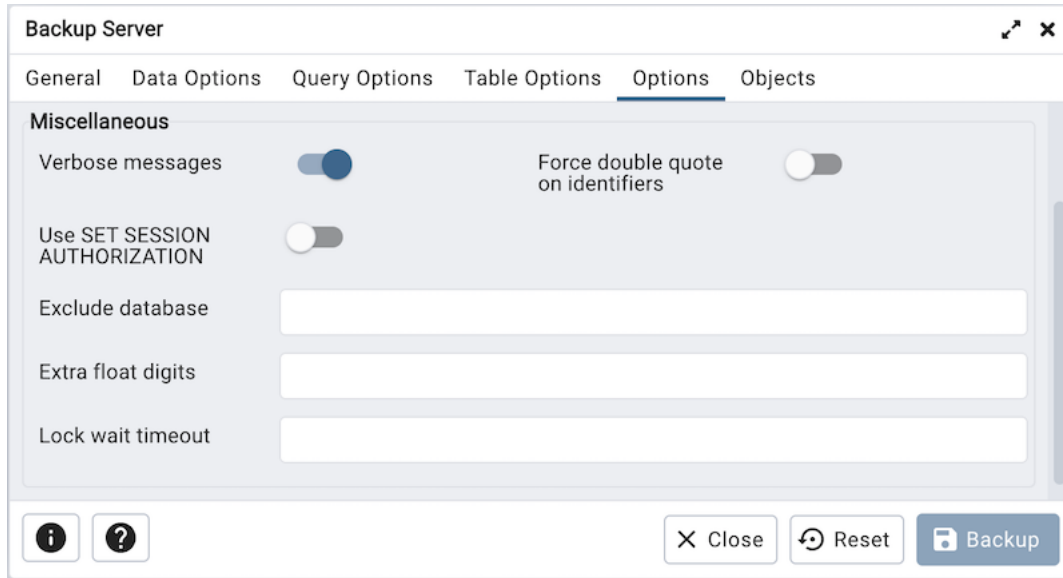 Backup Server
General Data Options Query Options Table Options Options Objects
Miscellaneous
Verbose messages
Force double quote
on identifiers
Use SET SESSION
AUTHORIZATION
Exclude database
Extra float digits
Lock wait timeout
Close Reset Backup